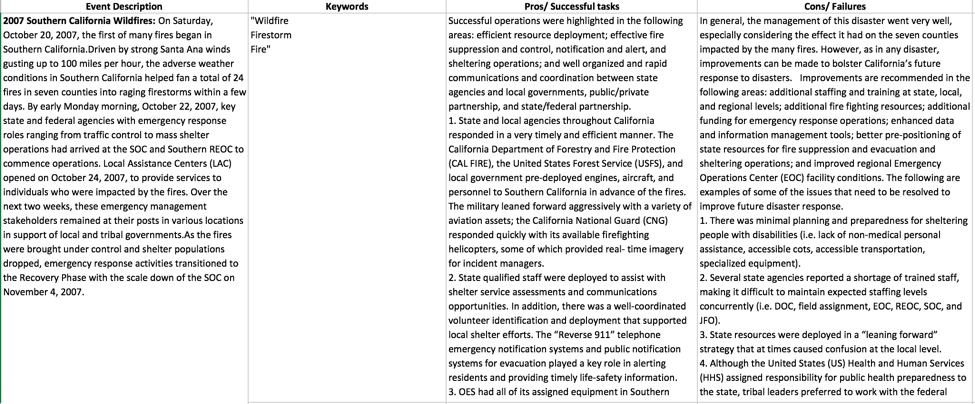 Event Description
Keywords
Pros/ Successful tasks
Cons/ Failures
2007 Southern California Wildfires: On Saturday,
October 20, 2007, the first of many fires began in
Southern California.Driven by strong Santa Ana winds
gusting up to 100 miles per hour, the adverse weather
conditions in Southern California helped fan a total of 24
fires in seven counties into raging firestorms within a few
days. By early Monday morning, October 22, 2007, key
state and federal agencies with emergency response
roles ranging from traffic control to mass shelter
operations had arrived at the SOC and Southern REOC to
commence operations. Local Assistance Centers (LAC)
opened on October 24, 2007, to provide services to
individuals who were impacted by the fires. Over the
next two weeks, these emergency management
stakeholders remained at their posts in various locations
in support of local and tribal governments.As the fires
were brought under control and shelter populations
dropped, emergency response activities transitioned to
the Recovery Phase with the scale down of the SOC on
November 4, 2007.
"Wildfire
Firestorm
Fire"
Successful operations were highlighted in the following
areas: efficient resource deployment; effective fire
suppression and control, notification and alert, and
sheltering operations; and well organized and rapid
communications and coordination between state
agencies and local governments, public/private
partnership, and state/federal partnership.
1. State and local agencies throughout California
responded in a very timely and efficient manner. The
California Department of Forestry and Fire Protection
(CAL FIRE), the United States Forest Service (USFS), and
local government pre-deployed engines, aircraft, and
personnel to Southern California in advance of the fires.
The military leaned forward aggressively with a variety of
aviation assets; the California National Guard (CNG)
responded quickly with its available firefighting
helicopters, some of which provided real- time imagery
for incident managers.
2. State qualified staff were deployed to assist with
shelter service assessments and communications
opportunities. In addition, there was a well-coordinated
volunteer identification and deployment that supported
local shelter efforts. The "Reverse 911" telephone
emergency notification systems and public notification
systems for evacuation played a key role in alerting
residents and providing timely life-safety information.
3. OES had all of its assigned equipment in Southern
In general, the management of this disaster went very well,
especially considering the effect it had on the seven counties
impacted by the many fires. However, as in any disaster,
improvements can be made to bolster California's future
response to disasters.   Improvements are recommended in the
following areas: additional staffing and training at state, local,
and regional levels; additional fire fighting resources; additional
funding for emergency response operations; enhanced data
and information management tools; better pre-positioning of
state resources for fire suppression and evacuation and
sheltering operations; and improved regional Emergency
Operations Center (EOC) facility conditions. The following are
examples of some of the issues that need to be resolved to
improve future disaster response.
1. There was minimal planning and preparedness for sheltering
people with disabilities (i.e. lack of non-medical personal
assistance, accessible cots, accessible transportation,
specialized equipment).
2. Several state agencies reported a shortage of trained staff,
making it difficult to maintain expected staffing levels
concurrently (i.e. DOC, field assignment, EOC, REOC, SOC, and
JFO).
3. State resources were deployed in a "leaning forward"
strategy that at times caused confusion at the local level.
4. Although the United States (US) Health and Human Services
(HHS) assigned responsibility for public health preparedness to
the state, tribal leaders preferred to work with the federal